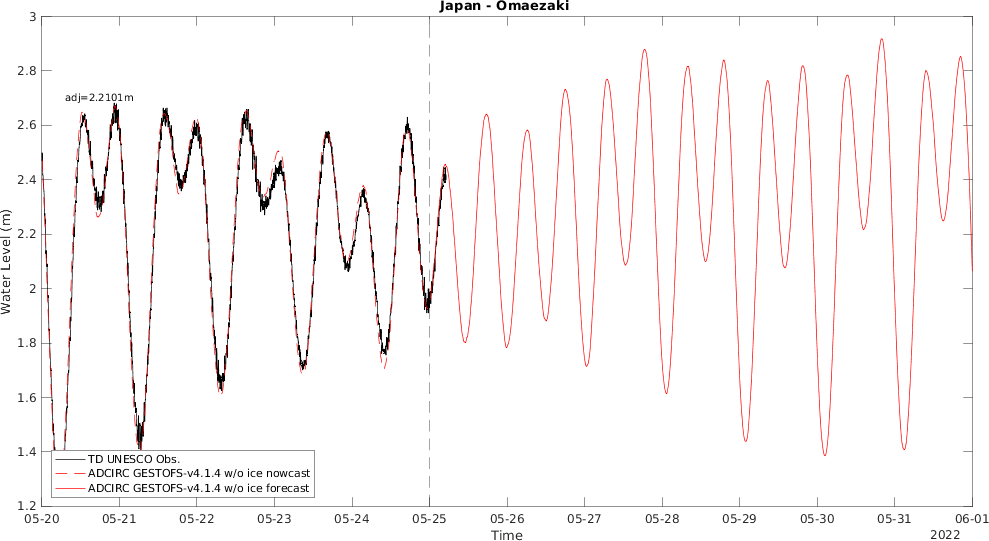 Japan - Omaezaki
3
2.8
2.6
2.4
2.2
2
1.8
1.6
1.4
1.2
Water Level (m)
adj=2.2101m
TD UNESCO Obs.
ADCIRC GESTOFS-v4.1.4 w/o ice nowcast
ADCIRC GESTOFS-v4.1.4 w/o ice forecast
05-20 05-21 05-22 05-23 05-24 05-25 05-26 05-27 05-28 05-29 05-30 05-31 06-01
Time
2022